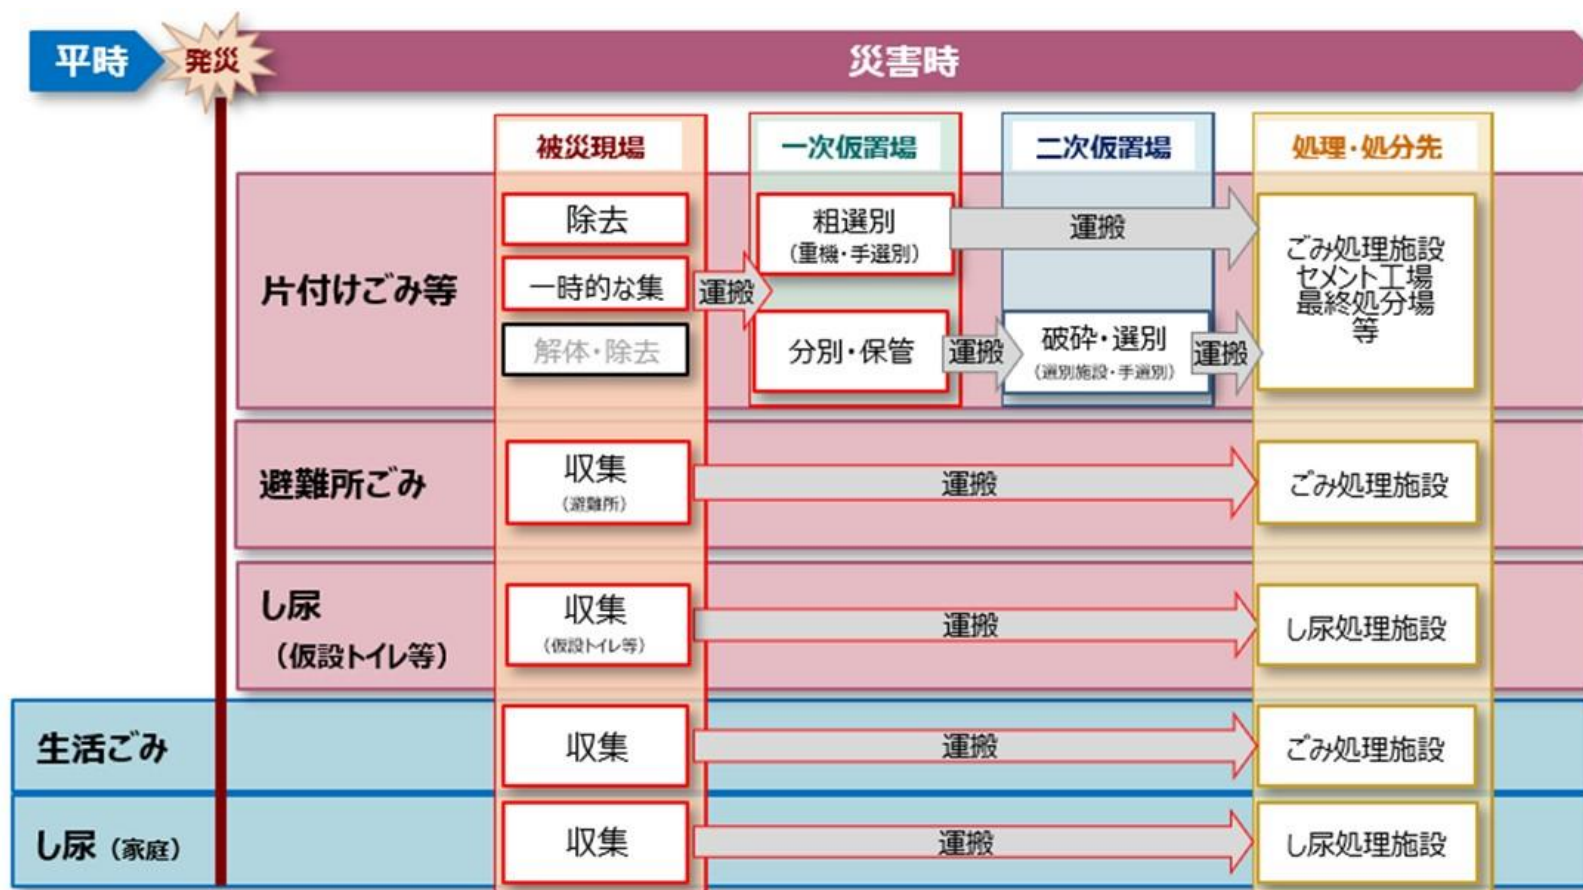 平時
発災
災害時
被災現場
一次仮置場
二次仮置場
処理・処分先
片付けごみ等
除去
一時的な集
解体・除去
運搬
粗選別
(重機・手選別)
分別・保管
運搬
運搬
破砕・選別
(選別施設・手選別)
運搬
ごみ処理施設
セメント工場
最終処分場
等
避難所ごみ
収集
(避難所)
運搬
ごみ処理施設
し尿
(仮設トイレ等)
収集
(仮設トイレ等)
運搬
し尿処理施設
生活ごみ
収集
運搬
ごみ処理施設
し尿 (家庭)
収集
運搬
し尿処理施設